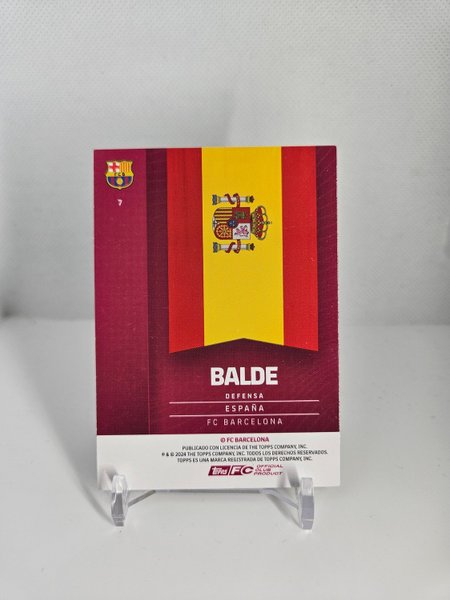 FCB
7
BALDE
DEFENSA
ESPAÑA
FC BARCELONA
© FC BARCELONA
PUBLICADO CON LICENCIA DE THE TOPPS COMPANY, INC.
® & © 2024 THE TOPPS COMPANY, INC. TODOS LOS DERECHOS RESERVADOS.
TOPPS ES UNA MARCA REGISTRADA DE TOPPS COMPANY, INC.
Topps FC OFFICIAL CLUB PRODUCT